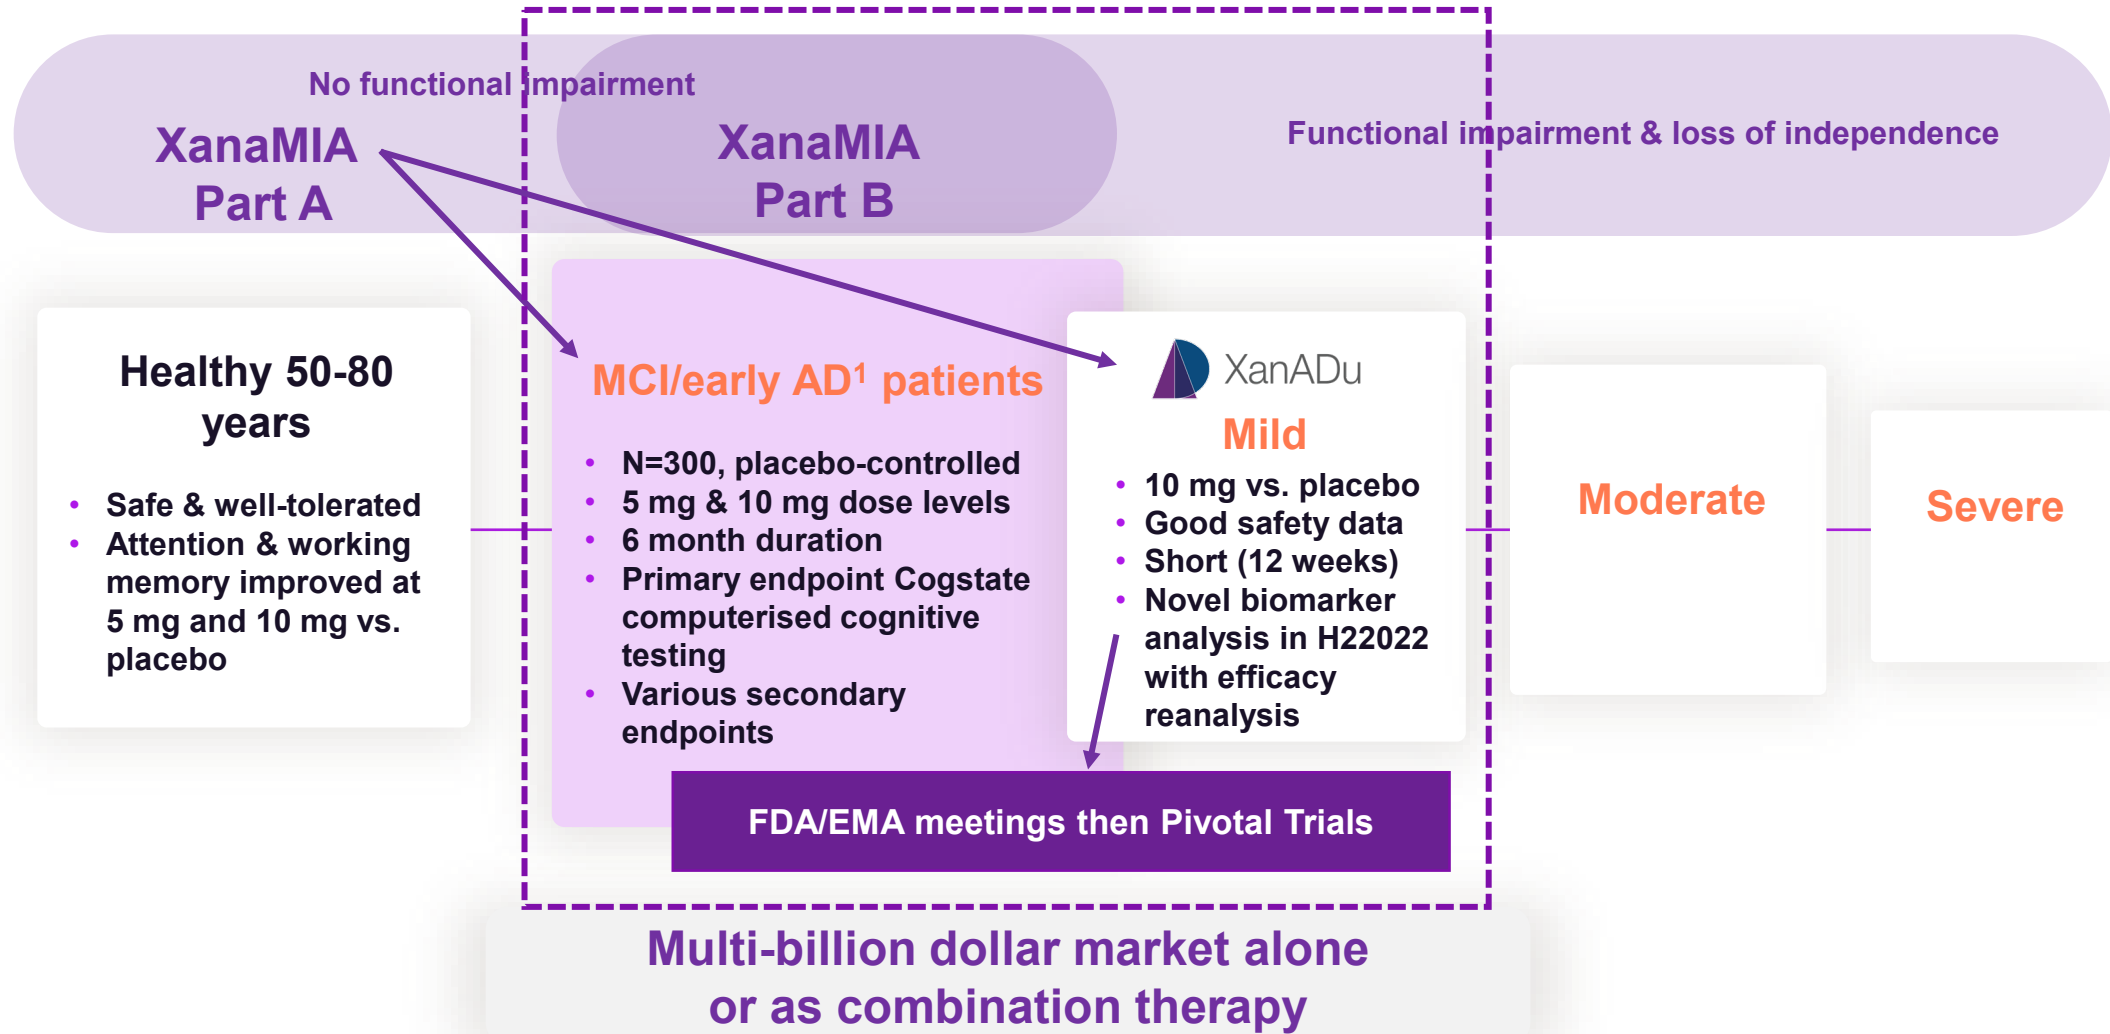 No functional impairment
XanaMIA
Part A
XanaMIA
Part B
Functional impairment & loss of independence
Healthy 50-80
years
• Safe & well-tolerated
• Attention & working
memory improved at
5 mg and 10 mg vs.
placebo
MCI/early AD¹ patients
• N=300, placebo-controlled
• 5 mg & 10 mg dose levels
• 6 month duration
• Primary endpoint Cogstate
computerised cognitive
testing
• Various secondary
endpoints
XanADu
Mild
• 10 mg vs. placebo
• Good safety data
• Short (12 weeks)
• Novel biomarker
analysis in H22022
with efficacy
reanalysis
Moderate
Severe
FDA/EMA meetings then Pivotal Trials
Multi-billion dollar market alone
or as combination therapy